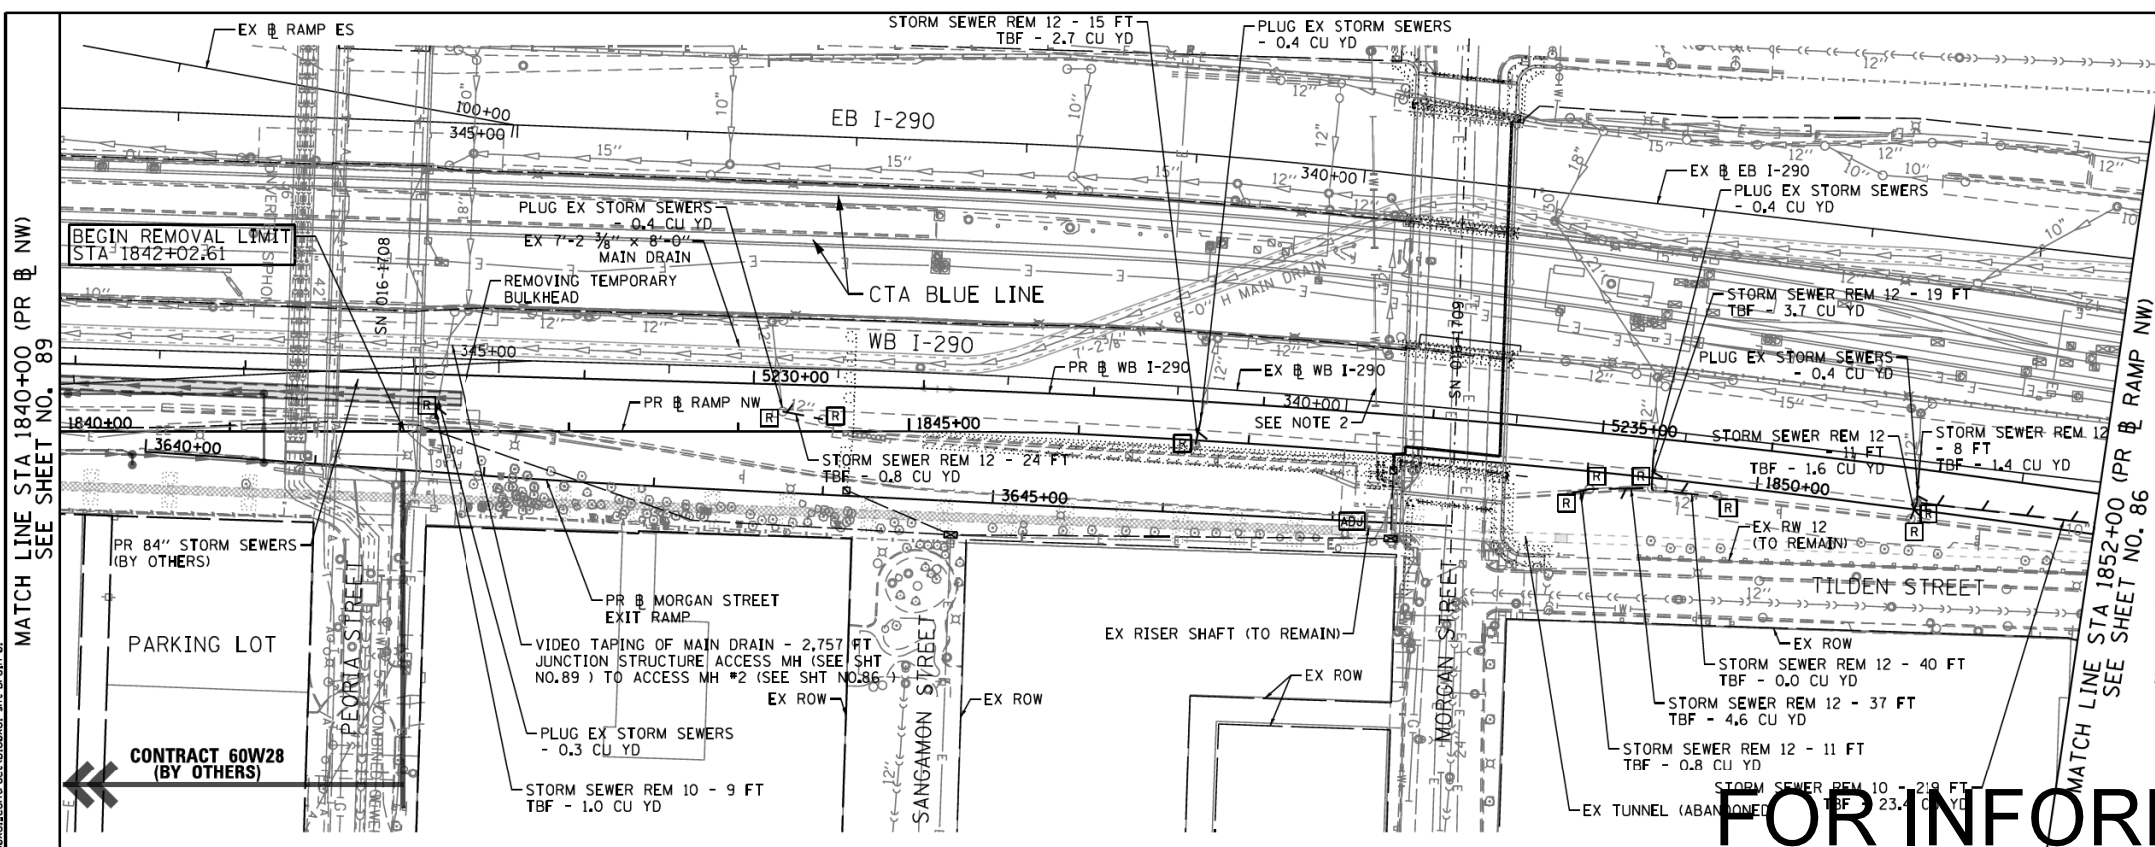 STORM SEWER REM 12 - 15 FT
TBF - 2.7 CU YD
PLUG EX STORM SEWERS
- 0.4 CU YD
EX ⅊ RAMP ES
100+00
345+00
EB I-290
340+00
EX ⅊ EB I-290
PLUG EX STORM SEWERS
- 0.4 CU YD
PLUG EX STORM SEWERS
- 0.4 CU YD
EX 7'-2 3/8" x 8'-0"
MAIN DRAIN
BEGIN REMOVAL LIMIT
STA 1842+02.61
SN 016-1708
REMOVING TEMPORARY
BULKHEAD
CTA BLUE LINE
7'-2 3/8" H x 8'-0" H MAIN DRAIN
SN 016-1709
STORM SEWER REM 12 - 19 FT
TBF - 3.7 CU YD
WB I-290
345+00
5230+00
PR ⅊ WB I-290
EX ⅊ WB I-290
PLUG EX STORM SEWERS
- 0.4 CU YD
PR ⅊ RAMP NW
340+00
SEE NOTE 2
1840+00
3640+00
1845+00
5235+00
STORM SEWER REM 12
- 11 FT
TBF - 1.6 CU YD
STORM SEWER REM 12
- 8 FT
TBF - 1.4 CU YD
STORM SEWER REM 12 - 24 FT
TBF - 0.8 CU YD
3645+00
1850+00
ADJ
EX RW 12
(TO REMAIN)
PR 84" STORM SEWERS
(BY OTHERS)
PR ⅊ MORGAN STREET
EXIT RAMP
TILDEN STREET
PARKING LOT
PEORIA STREET
VIDEO TAPING OF MAIN DRAIN - 2,757 FT
JUNCTION STRUCTURE ACCESS MH (SEE SHT
NO.89 ) TO ACCESS MH #2 (SEE SHT NO.86 )
EX RISER SHAFT (TO REMAIN)
EX ROW
STORM SEWER REM 12 - 40 FT
TBF - 0.0 CU YD
EX ROW
EX ROW
EX ROW
SANGAMON STREET
MORGAN STREET
STORM SEWER REM 12 - 37 FT
TBF - 4.6 CU YD
PLUG EX STORM SEWERS
- 0.3 CU YD
STORM SEWER REM 12 - 11 FT
TBF - 0.8 CU YD
CONTRACT 60W28
(BY OTHERS)
STORM SEWER REM 10 - 9 FT
TBF - 1.0 CU YD
STORM SEWER REM 10 - 219 FT
TBF - 23.4 CU YD
EX TUNNEL (ABANDONED)
FOR INFORM
MATCH LINE STA 1840+00 (PR ⅊ NW)
SEE SHEET NO. 89
MATCH LINE STA 1852+00 (PR ⅊ RAMP NW)
SEE SHEET NO. 86